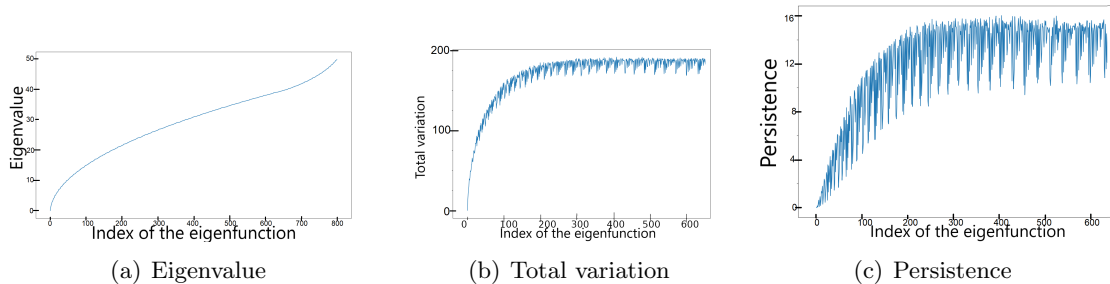 50
40
30
20
10
0
Eigenvalue
0 100 200 300 400 500 600 700 800
Index of the eigenfunction
(a) Eigenvalue
200
100
0
Total variation
0 100 200 300 400 500 600
Index of the eigenfunction
(b) Total variation
16
12
8
4
0
Persistence
0 100 200 300 400 500 600
Index of the eigenfunction
(c) Persistence